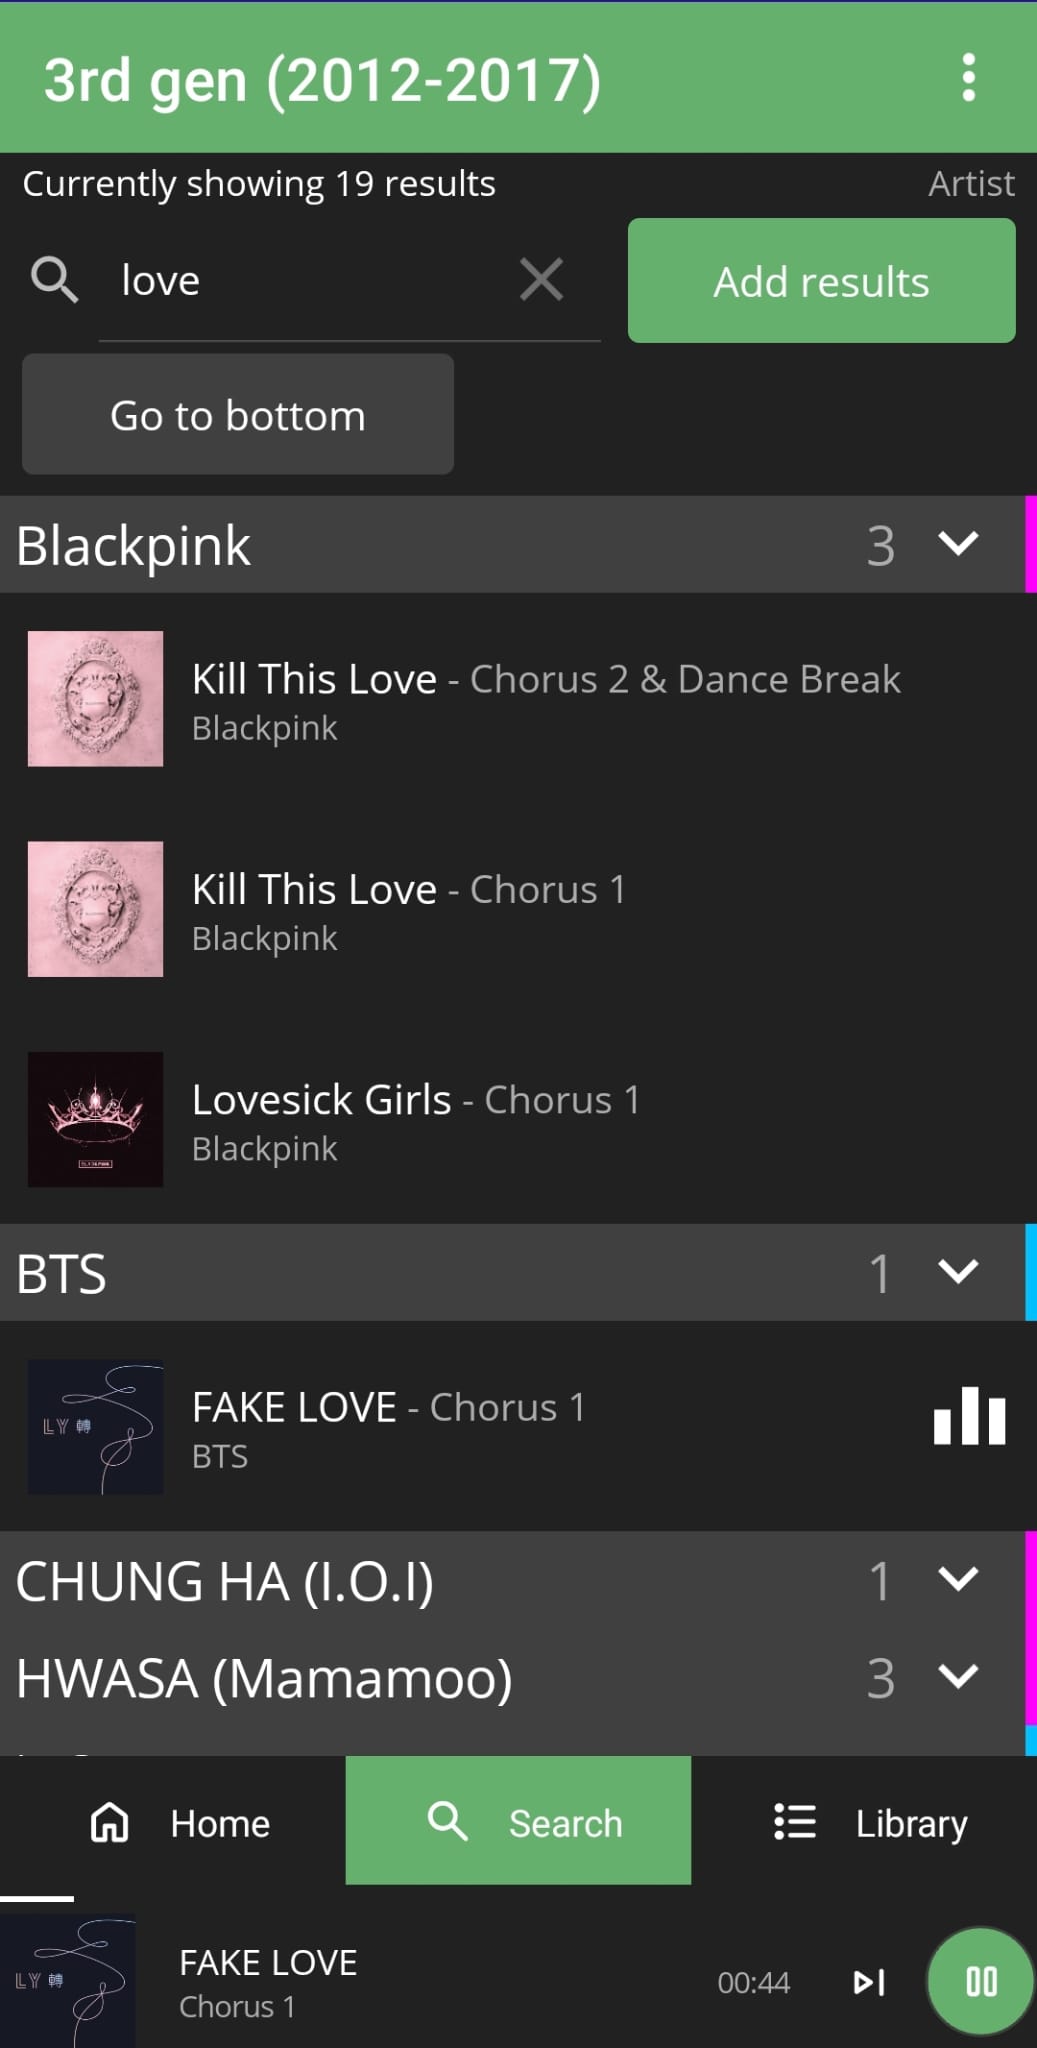 3rd gen (2012-2017)
Currently showing 19 results
Artist
love
Add results
Go to bottom
Blackpink 3
Kill This Love - Chorus 2 & Dance Break
Blackpink
Kill This Love - Chorus 1
Blackpink
Lovesick Girls - Chorus 1
Blackpink
BTS 1
LY 轉
FAKE LOVE - Chorus 1
BTS
CHUNG HA (I.O.I) 1
HWASA (Mamamoo) 3
Home
Search
Library
LY 轉
FAKE LOVE
Chorus 1
00:44